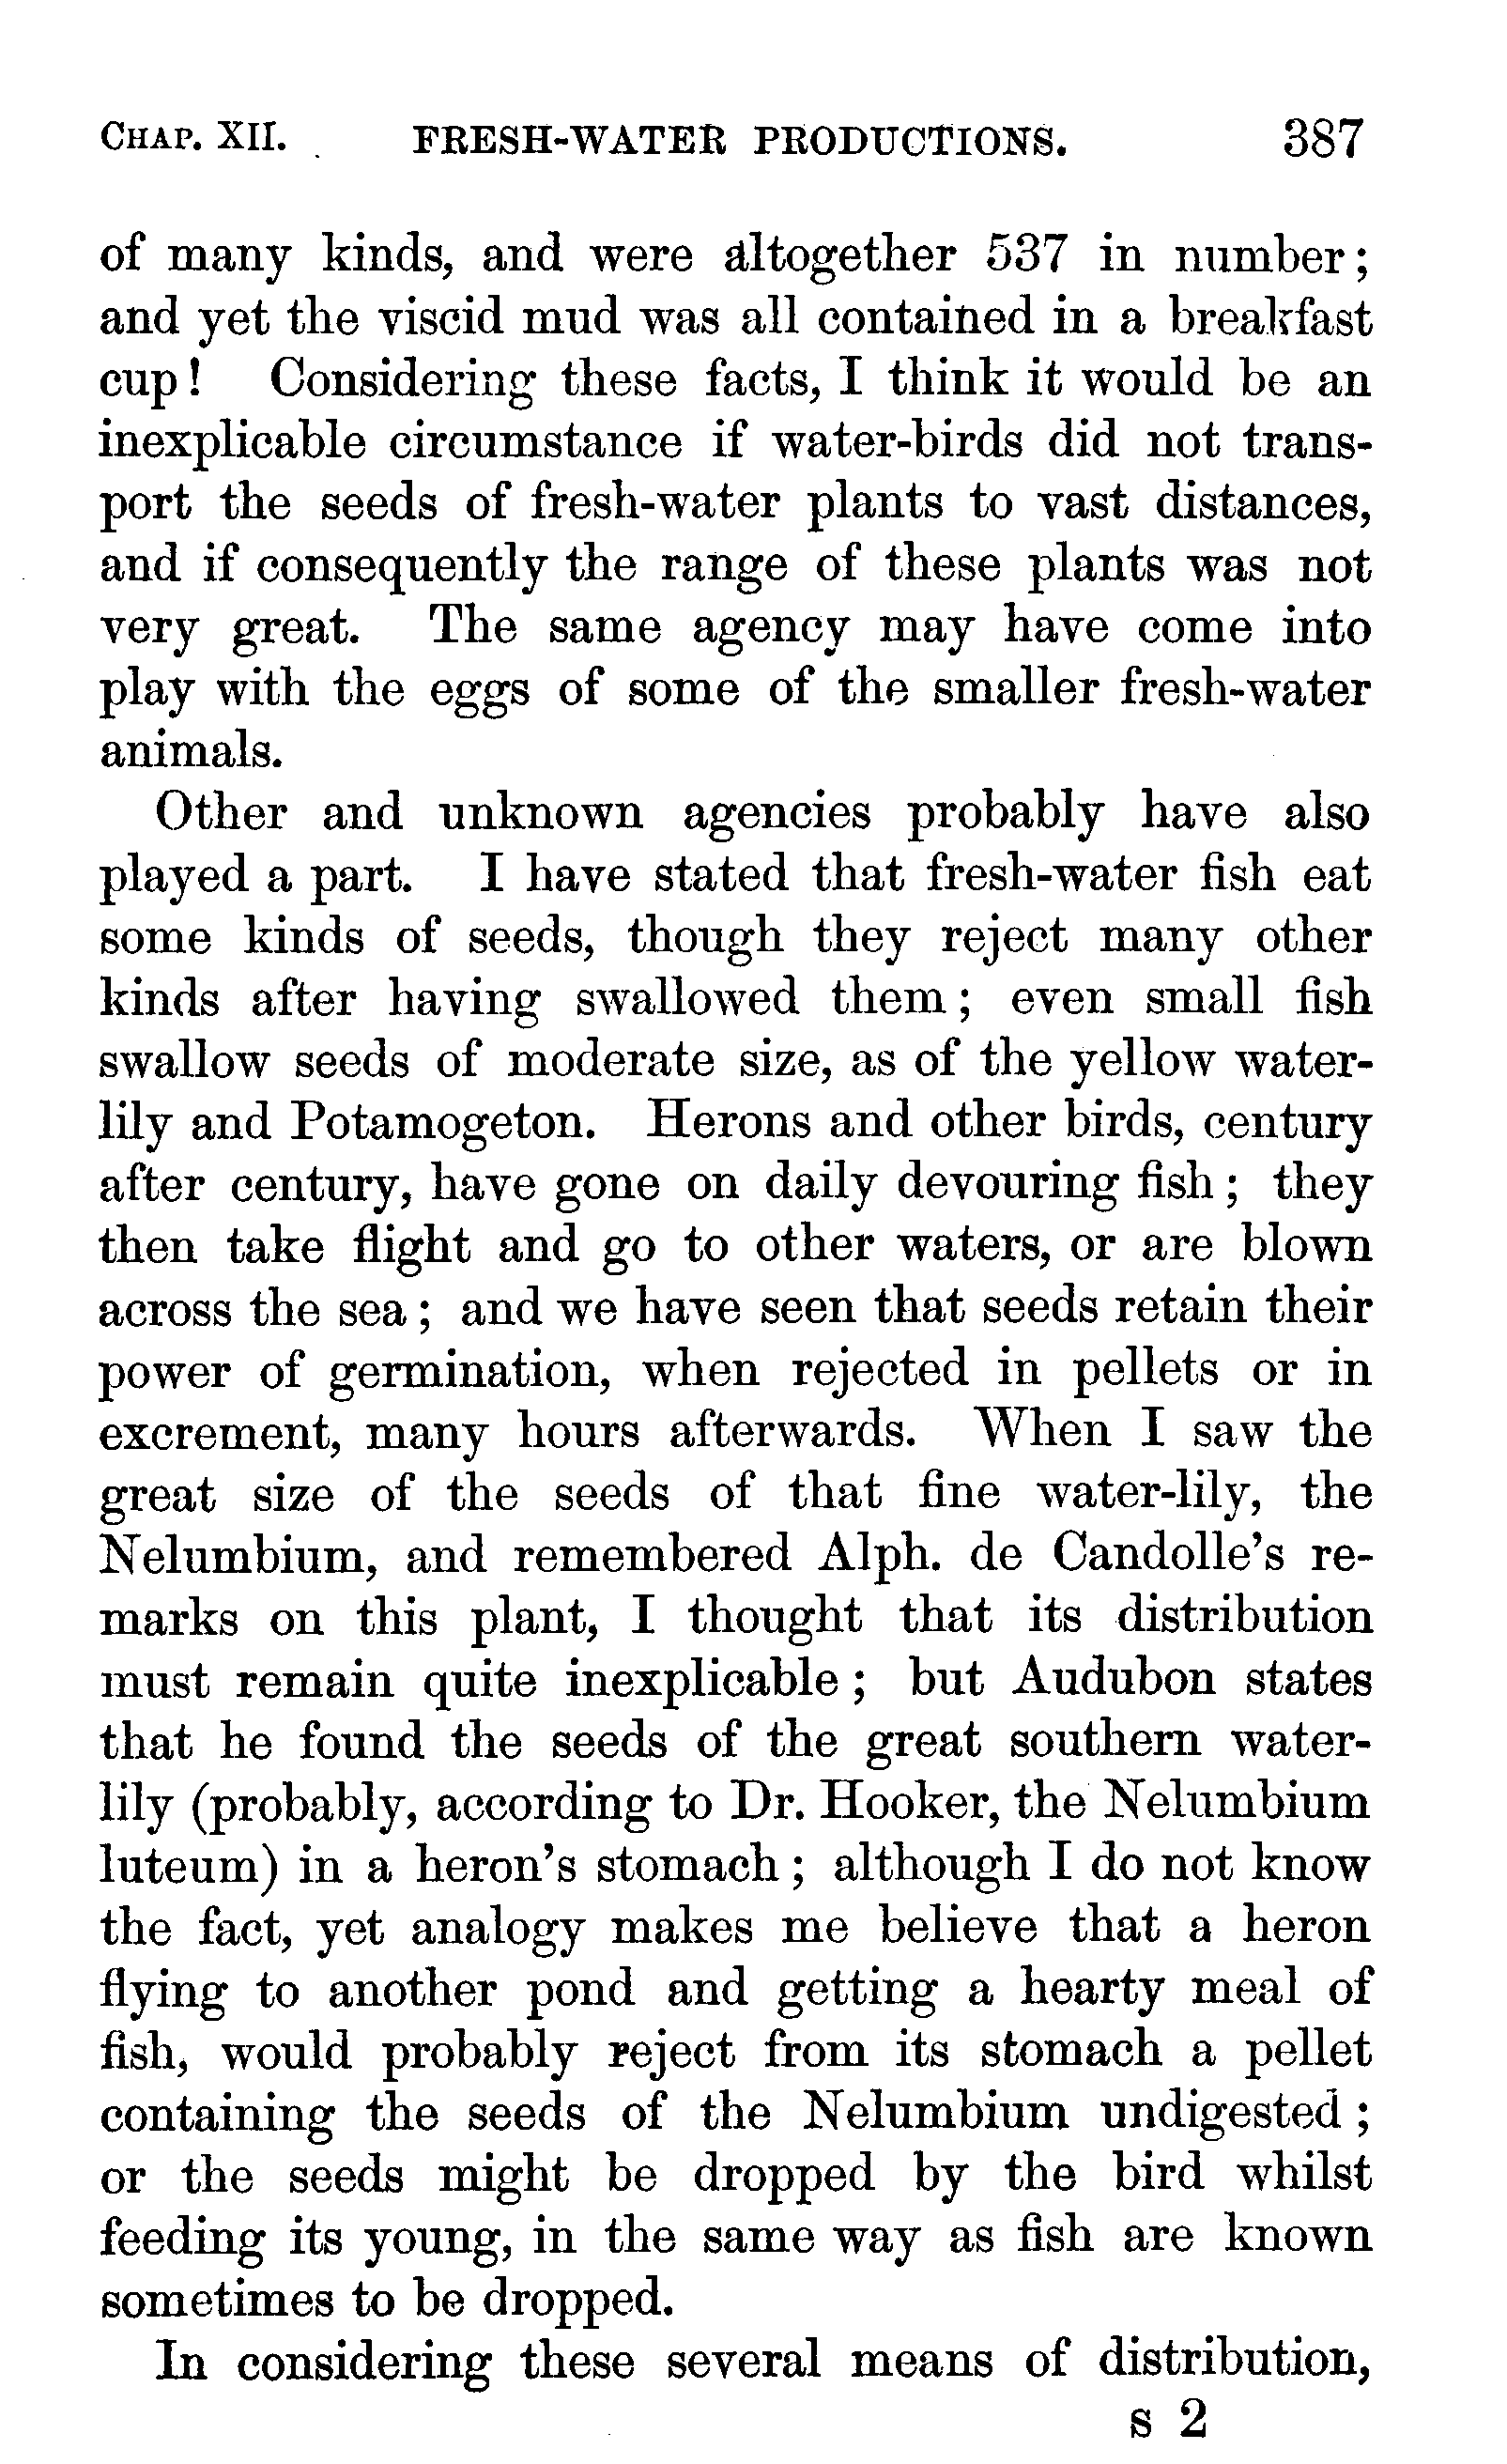 CHAP. XII. FRESH-WATER PRODUCTIONS. 387
of many kinds, and were altogether 537 in number;
and yet the viscid mud was all contained in a breakfast
cup! Considering these facts, I think it would be an
inexplicable circumstance if water-birds did not trans-
port the seeds of fresh-water plants to vast distances,
and if consequently the range of these plants was not
very great. The same agency may have come into
play with the eggs of some of the smaller fresh-water
animals.
Other and unknown agencies probably have also
played a part. I have stated that fresh-water fish eat
some kinds of seeds, though they reject many other
kinds after having swallowed them; even small fish
swallow seeds of moderate size, as of the yellow water-
lily and Potamogeton. Herons and other birds, century
after century, have gone on daily devouring fish; they
then take flight and go to other waters, or are blown
across the sea; and we have seen that seeds retain their
power of germination, when rejected in pellets or in
excrement, many hours afterwards. When I saw the
great size of the seeds of that fine water-lily, the
Nelumbium, and remembered Alph. de Candolle's re-
marks on this plant, I thought that its distribution
must remain quite inexplicable; but Audubon states
that he found the seeds of the great southern water-
lily (probably, according to Dr. Hooker, the Nelumbium
luteum) in a heron's stomach; although I do not know
the fact, yet analogy makes me believe that a heron
flying to another pond and getting a hearty meal of
fish, would probably reject from its stomach a pellet
containing the seeds of the Nelumbium undigested;
or the seeds might be dropped by the bird whilst
feeding its young, in the same way as fish are known
sometimes to be dropped.
In considering these several means of distribution,
S 2